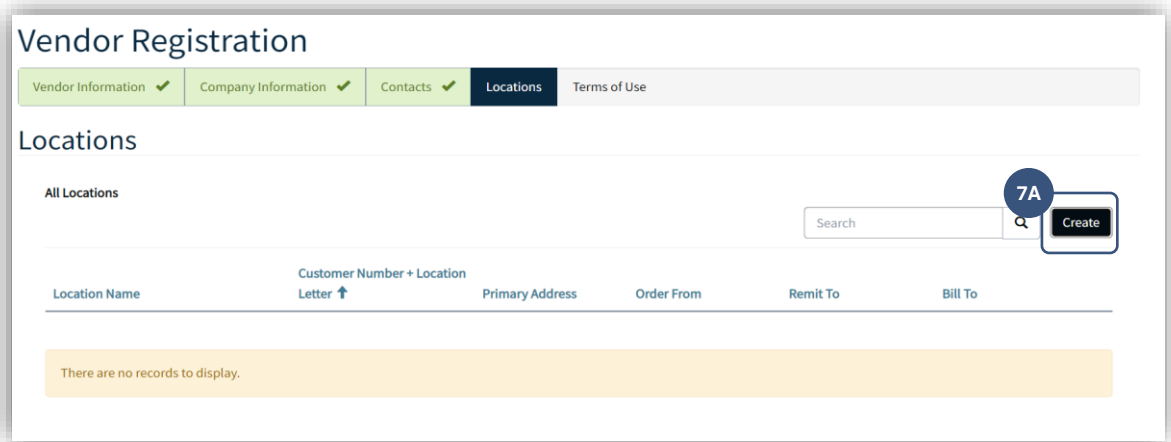 Vendor Registration
Vendor Information ✔ Company Information ✔ Contacts ✔ Locations Terms of Use
Locations
All Locations
7A
Search Create
Customer Number + Location
Location Name Letter ↑ Primary Address Order From Remit To Bill To
There are no records to display.